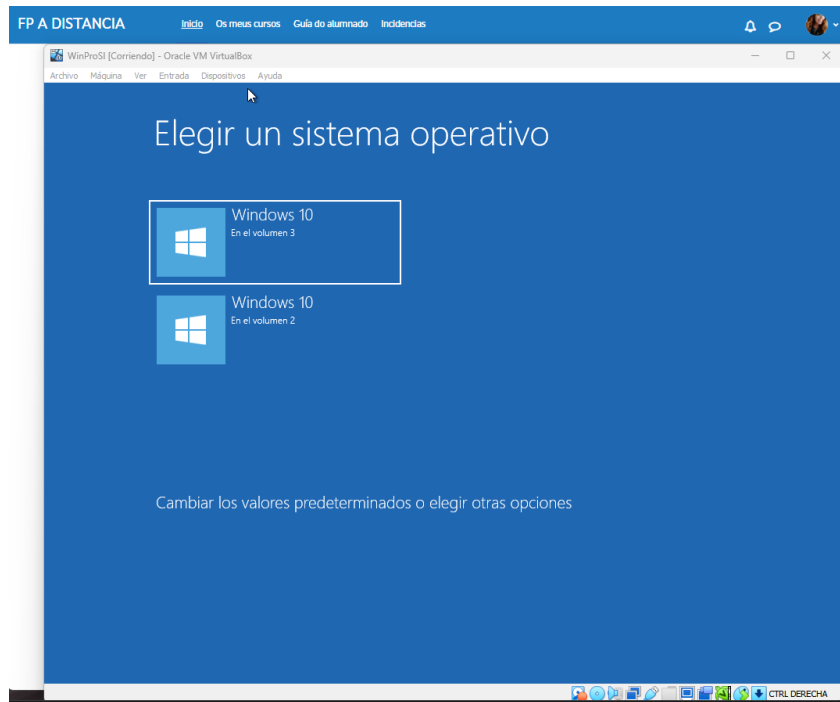 FP A DISTANCIA Inicio Os meus cursos Guía do alumnado Incidencias
WinProSI [Corriendo] - Oracle VM VirtualBox
Archivo Máquina Ver Entrada Dispositivos Ayuda
Elegir un sistema operativo
Windows 10
En el volumen 3
Windows 10
En el volumen 2
Cambiar los valores predeterminados o elegir otras opciones
CTRL DERECHA